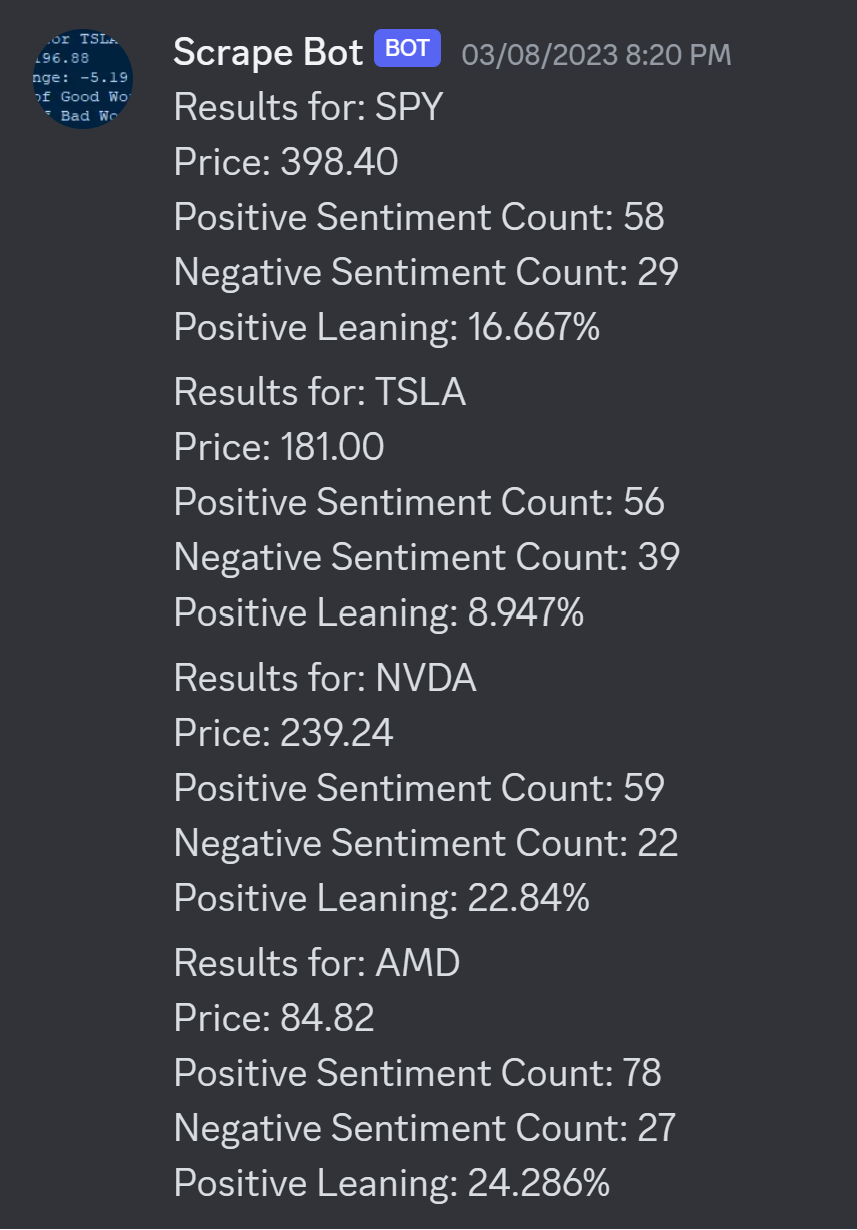 or TSLA
196.88
nge: -5.19
of Good Wo
Bad Wo
Scrape Bot BOT 03/08/2023 8:20 PM
Results for: SPY
Price: 398.40
Positive Sentiment Count: 58
Negative Sentiment Count: 29
Positive Leaning: 16.667%
Results for: TSLA
Price: 181.00
Positive Sentiment Count: 56
Negative Sentiment Count: 39
Positive Leaning: 8.947%
Results for: NVDA
Price: 239.24
Positive Sentiment Count: 59
Negative Sentiment Count: 22
Positive Leaning: 22.84%
Results for: AMD
Price: 84.82
Positive Sentiment Count: 78
Negative Sentiment Count: 27
Positive Leaning: 24.286%